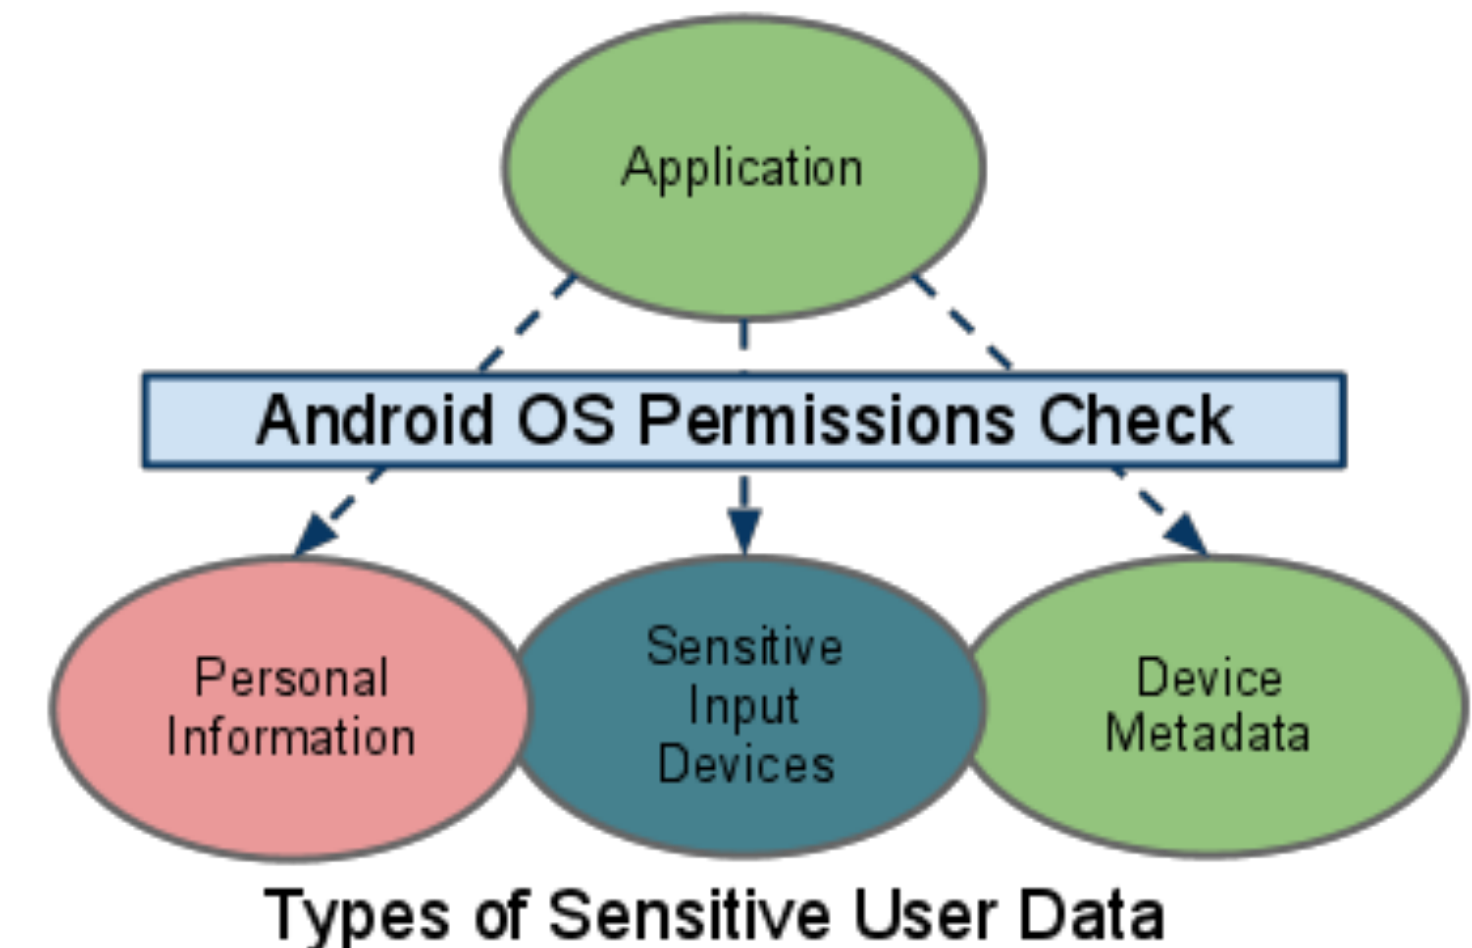 Application
Android OS Permissions Check
Personal
Information
Sensitive
Input
Devices
Device
Metadata
Types of Sensitive User Data